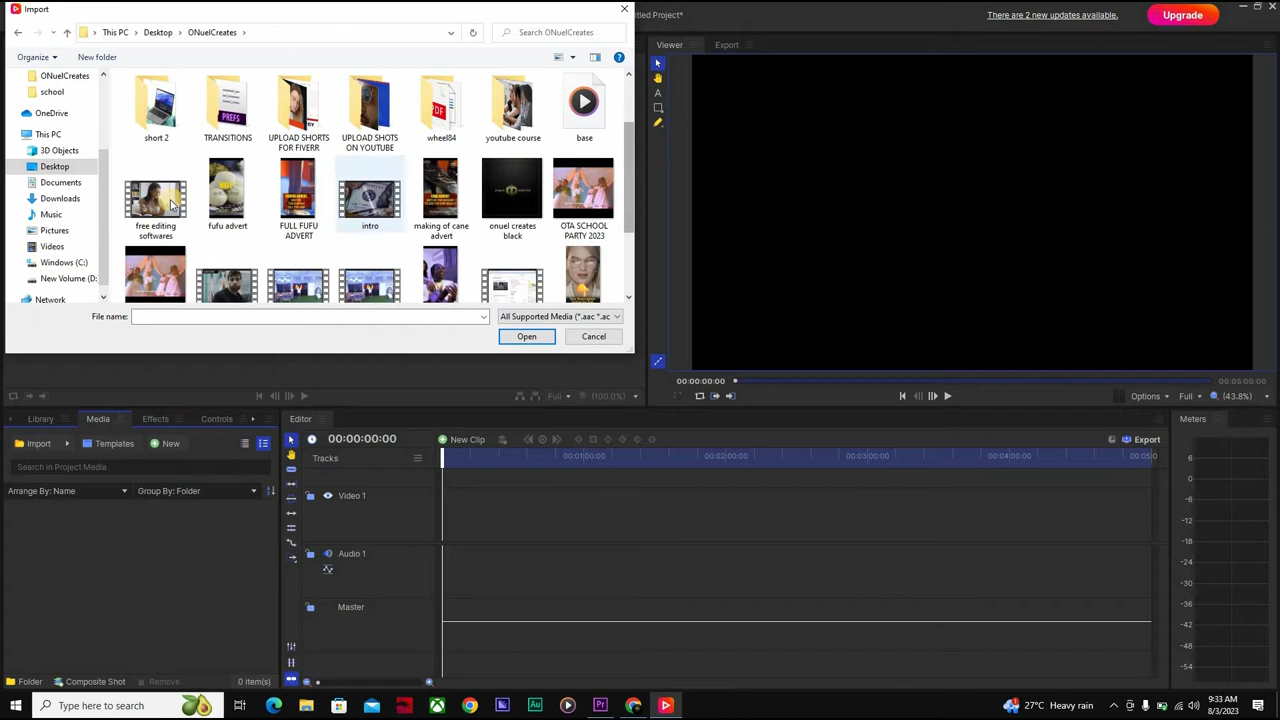 Import
titled Project*
There are 2 new updates available.
Upgrade
This PC
Desktop
ONuelCreates
Search ONuelCreates
Organize
New folder
Viewer
Export
ONuelCreates
school
OneDrive
This PC
3D Objects
Desktop
Documents
Downloads
Music
Pictures
Videos
Windows (C:)
New Volume (D:
Network
short 2
TRANSITIONS
UPLOAD SHORTS
FOR FIVERR
UPLOAD SHOTS
ON YOUTUBE
wheel84
youtube course
base
PREFS
PDF
free editing
softwares
fufu advert
FULL FUFU
ADVERT
intro
making of cane
advert
onuel creates
black
OTA SCHOOL
PARTY 2023
File name:
All Supported Media (*.aac *.ac
Open
Cancel
Full
(100.0%)
00:00:00:00
00:05:00:00
Options
Full
(43.8%)
Library
Media
Effects
Controls
Editor
Meters
Import
Templates
New
00:00:00:00
New Clip
Export
Search in Project Media
Tracks
00:01:00:00
00:02:00:00
00:03:00:00
00:04:00:00
00:05:0
Arrange By: Name
Group By: Folder
Video 1
Audio 1
Master
6
0
-6
-12
-18
-24
-30
-36
-42
-48
-54
Folder
Composite Shot
Remove
0 item(s)
Type here to search
Au
Pr
27°C Heavy rain
9:33 AM
8/3/2023